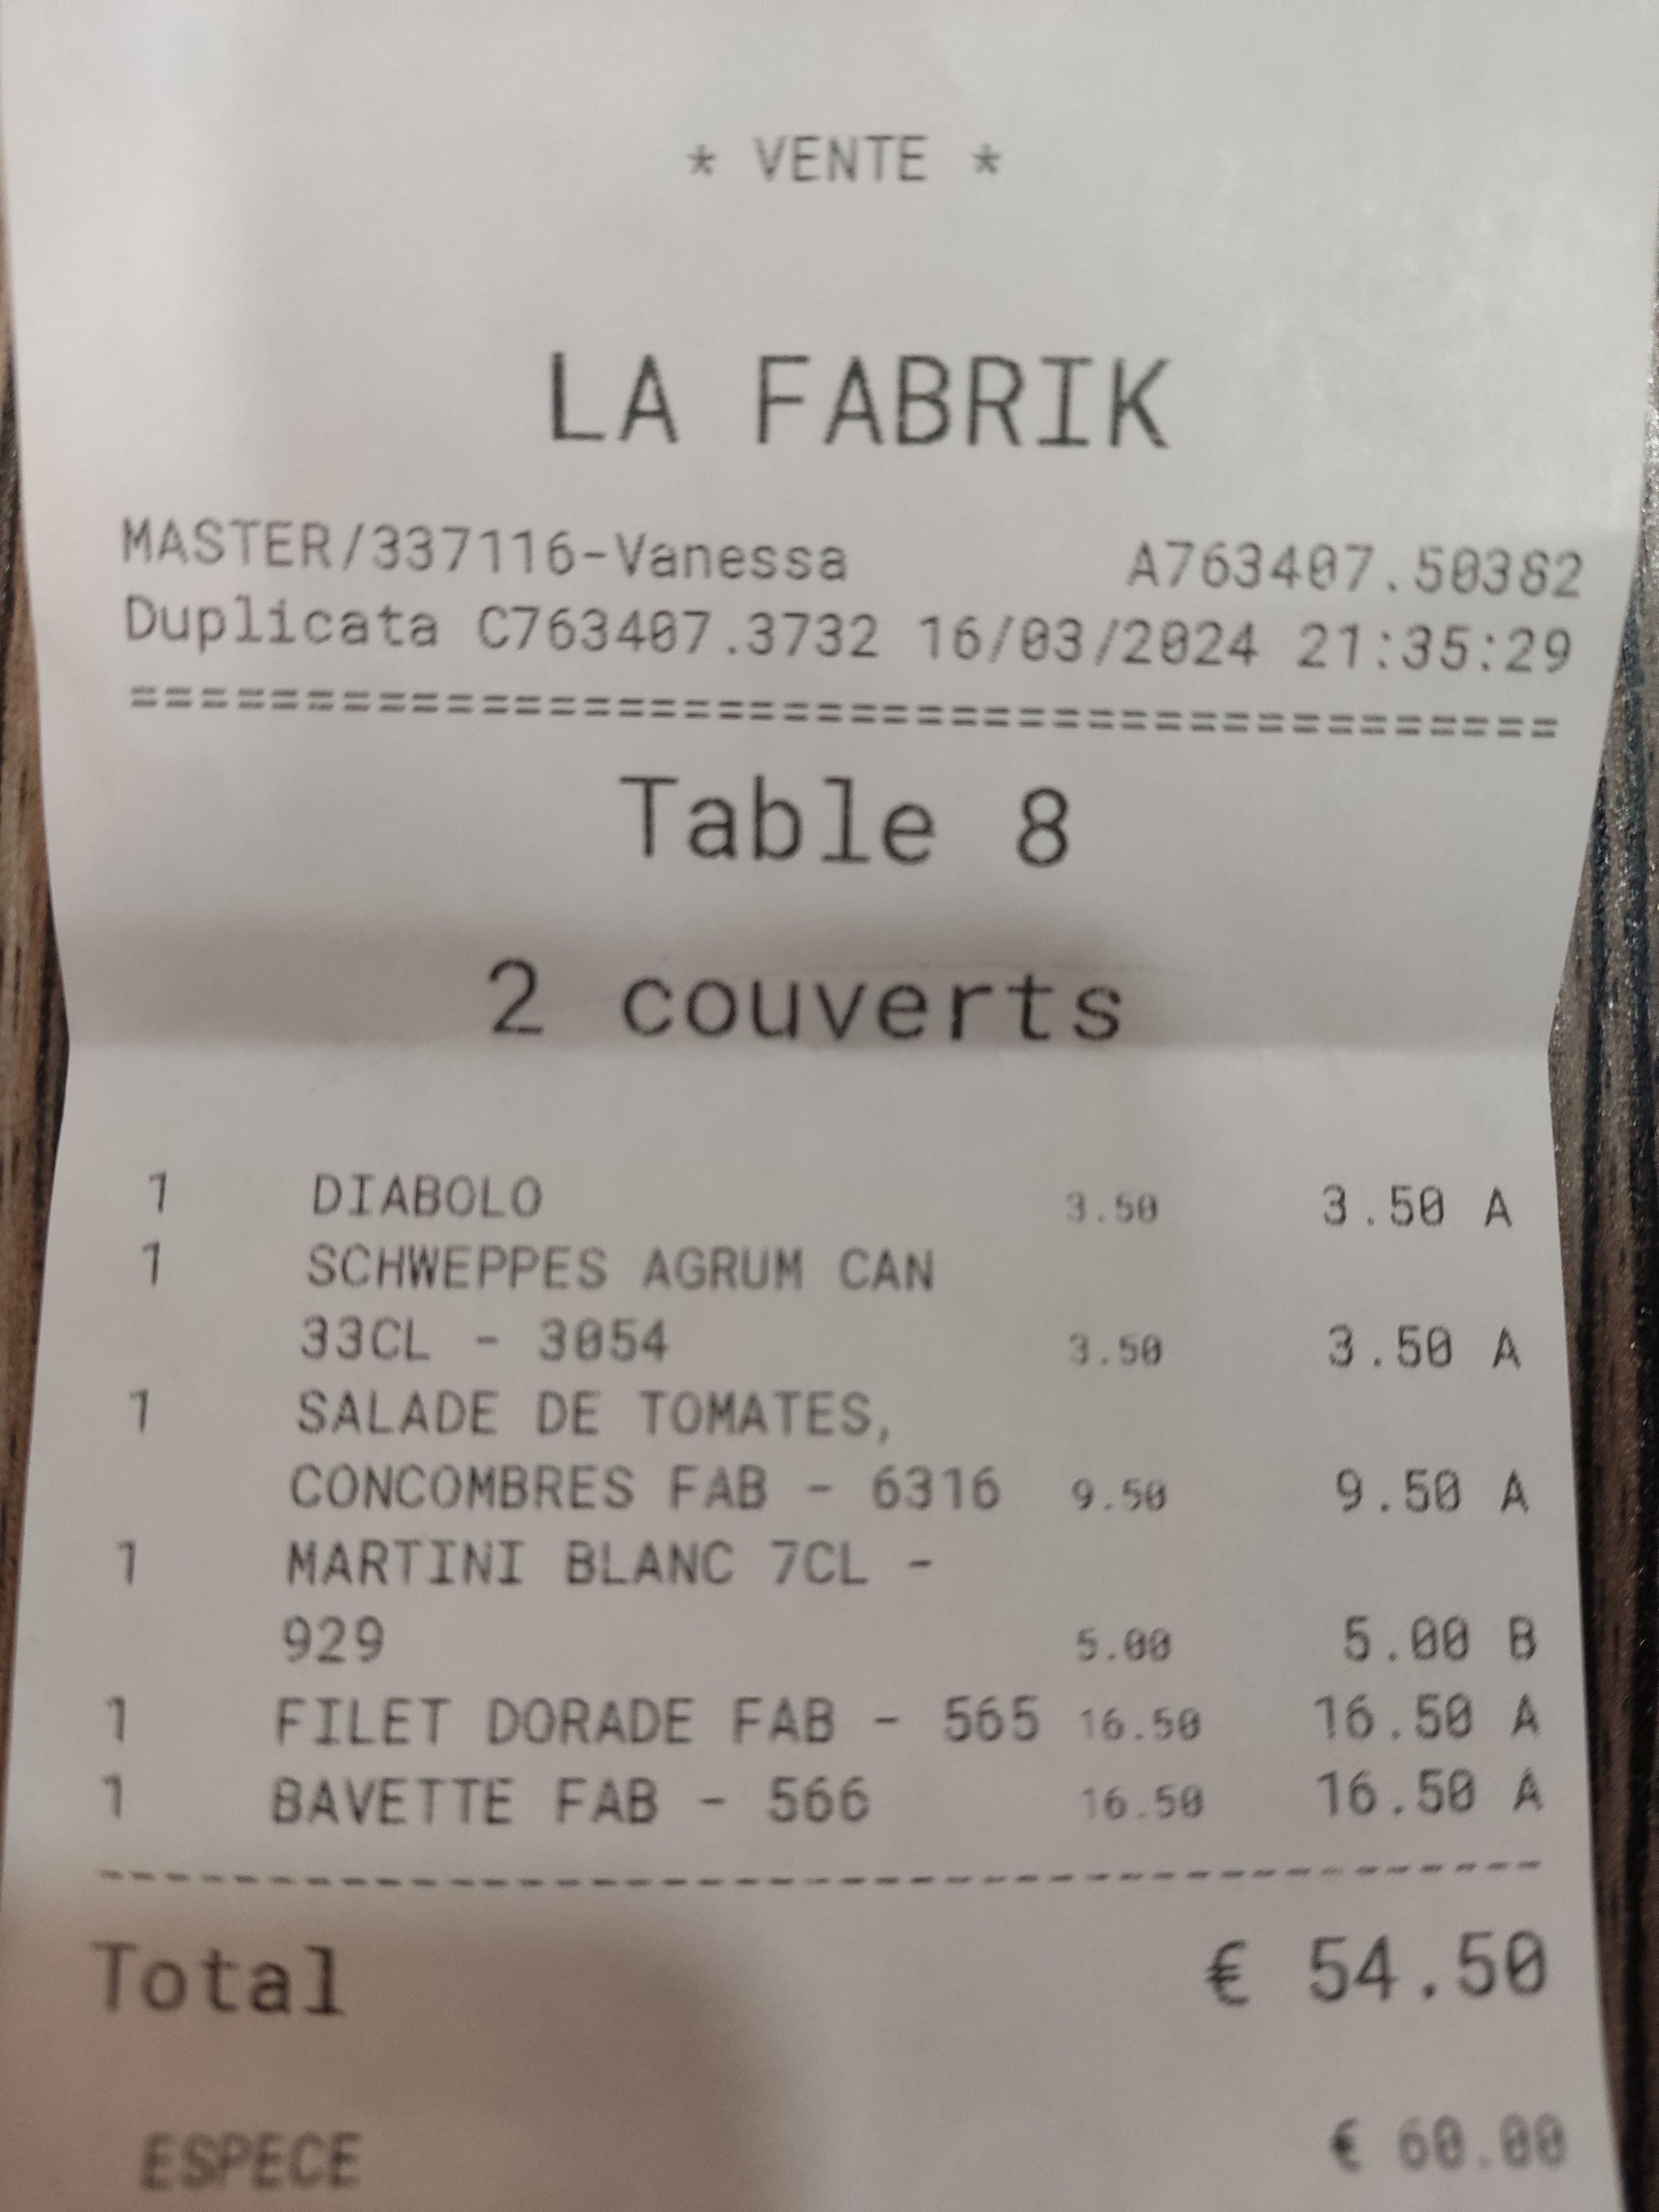 * VENTE *
LA FABRIK
MASTER/337116-Vanessa A763407.50382
Duplicata C763407.3732 16/03/2024 21:35:29
=========================================
Table 8
2 couverts
1 DIABOLO 3.50 3.50 A
1 SCHWEPPES AGRUM CAN
33CL - 3054 3.50 3.50 A
1 SALADE DE TOMATES,
CONCOMBRES FAB - 6316 9.50 9.50 A
1 MARTINI BLANC 7CL -
929 5.00 5.00 B
1 FILET DORADE FAB - 565 16.50 16.50 A
1 BAVETTE FAB - 566 16.50 16.50 A
-----------------------------------------
Total € 54.50
ESPECE € 60.00